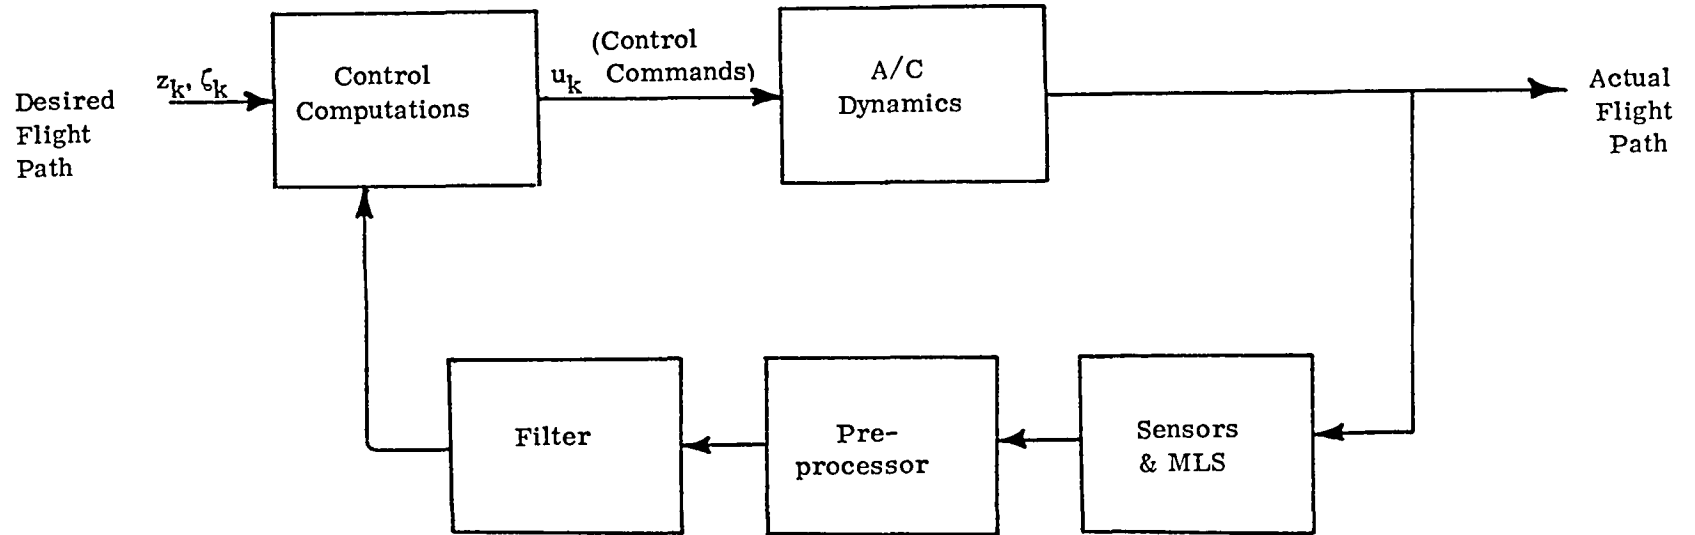 Desired
Flight
Path
z_k, ζ_k
Control
Computations
u_k
(Control
Commands)
A/C
Dynamics
Actual
Flight
Path
Filter
Pre-
processor
Sensors
& MLS